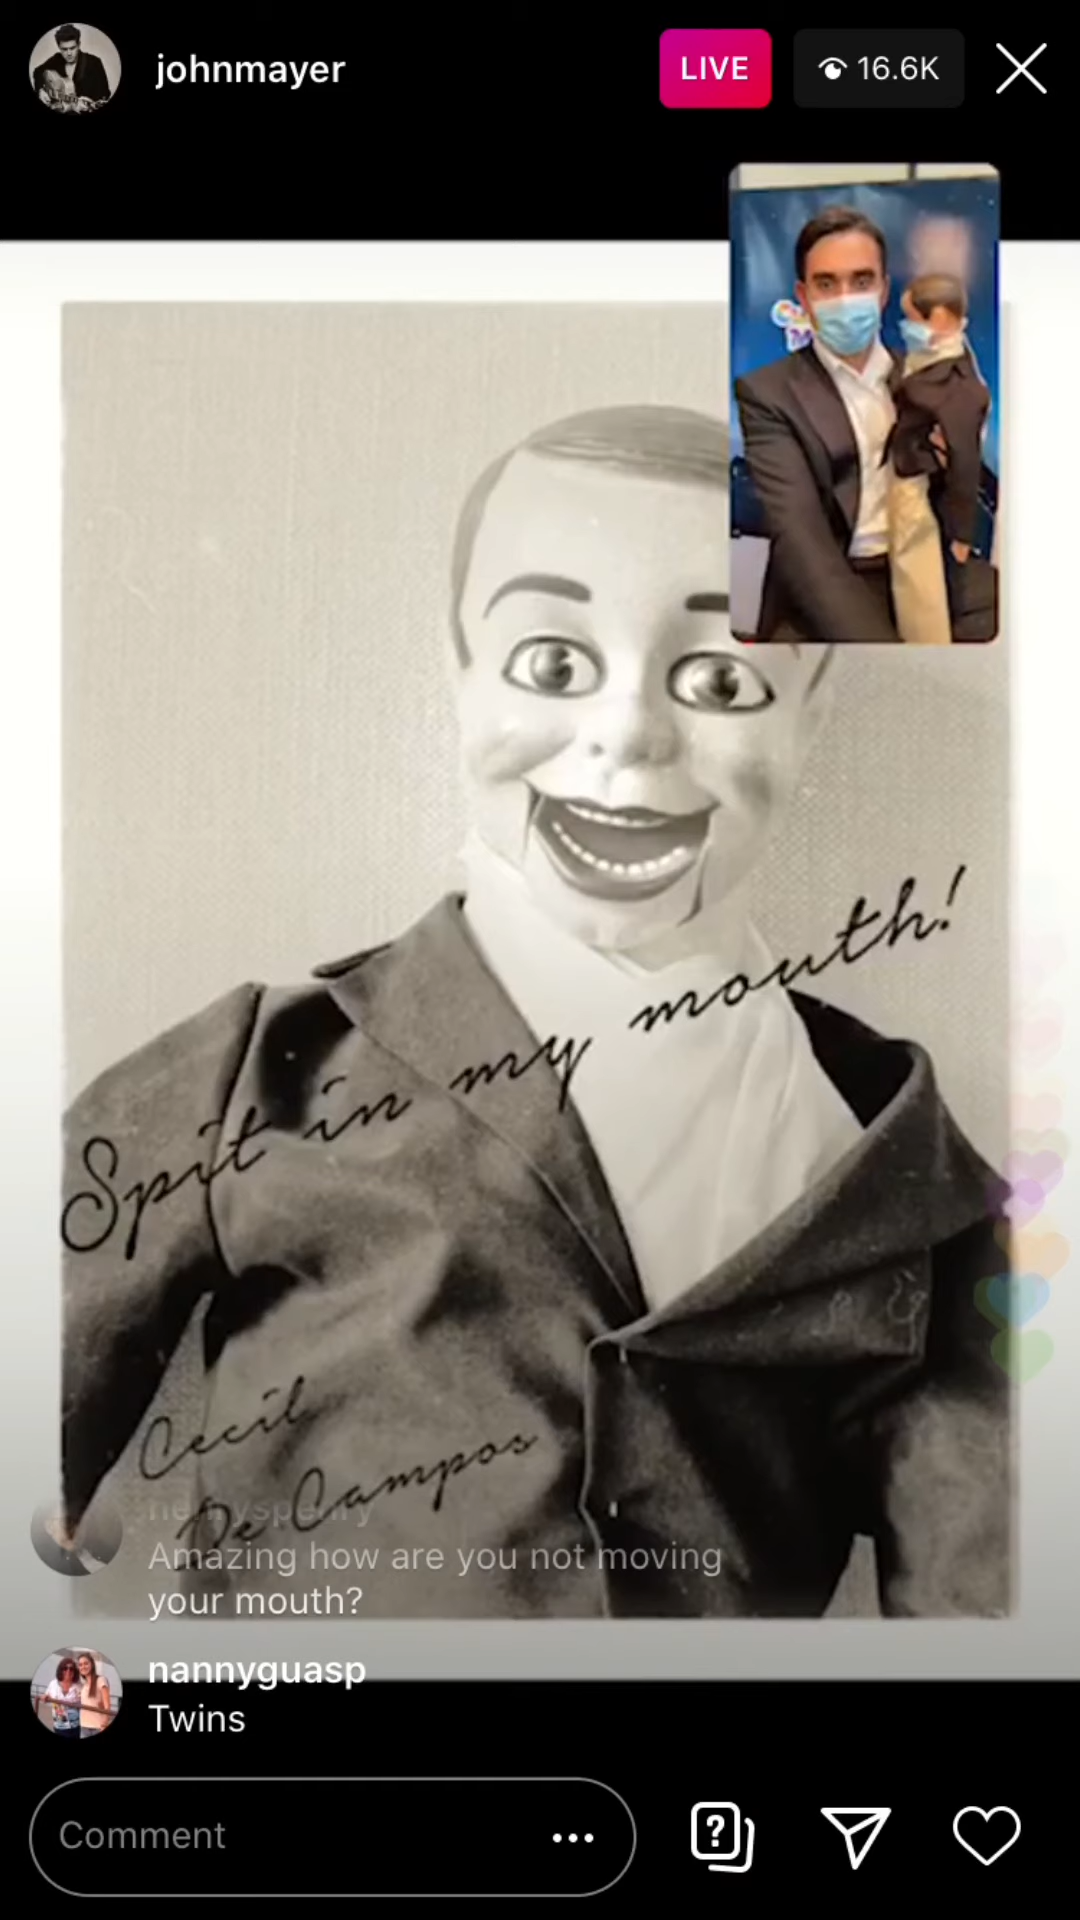 johnmayer
LIVE
16.6K
Spit in my mouth!
Cecil
De Campos
Amazing how are you not moving
your mouth?
nannyguasp
Twins
Comment